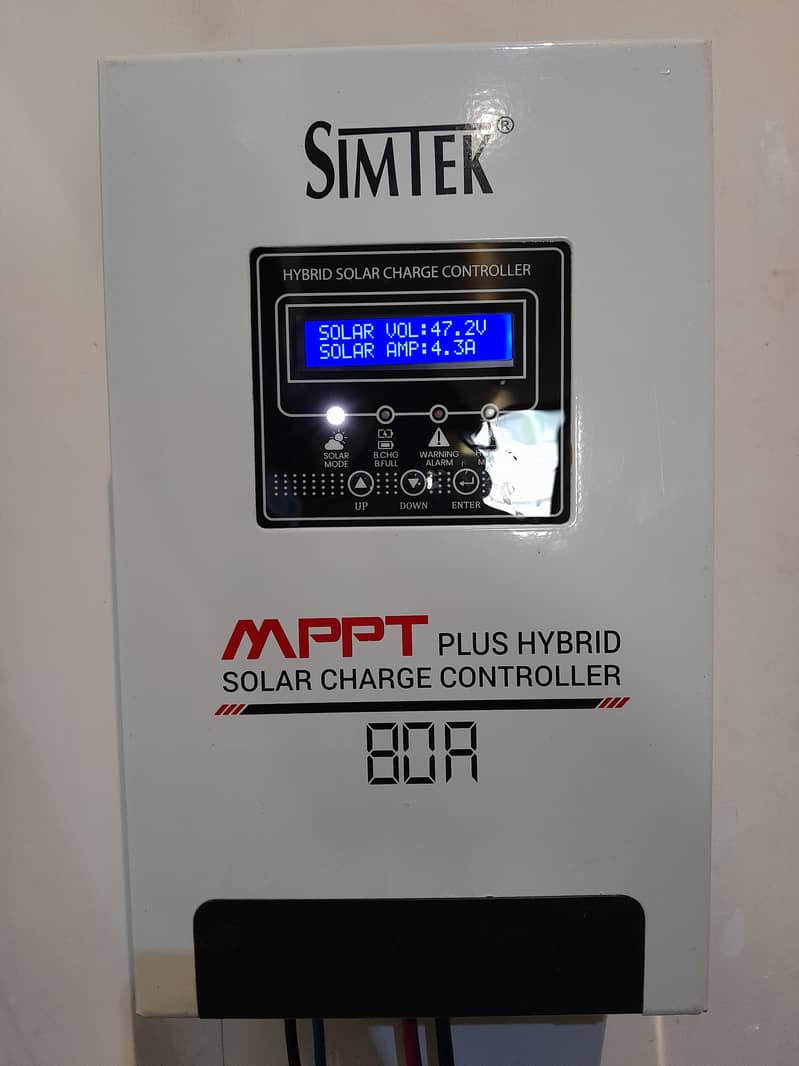 SIMTEK®
HYBRID SOLAR CHARGE CONTROLLER
SOLAR VOL:47.2V
SOLAR AMP:4.3A
SOLAR MODE
B.CHG B.FULL
WARNING ALARM
UP
DOWN
ENTER
MPPT PLUS HYBRID
SOLAR CHARGE CONTROLLER
80A